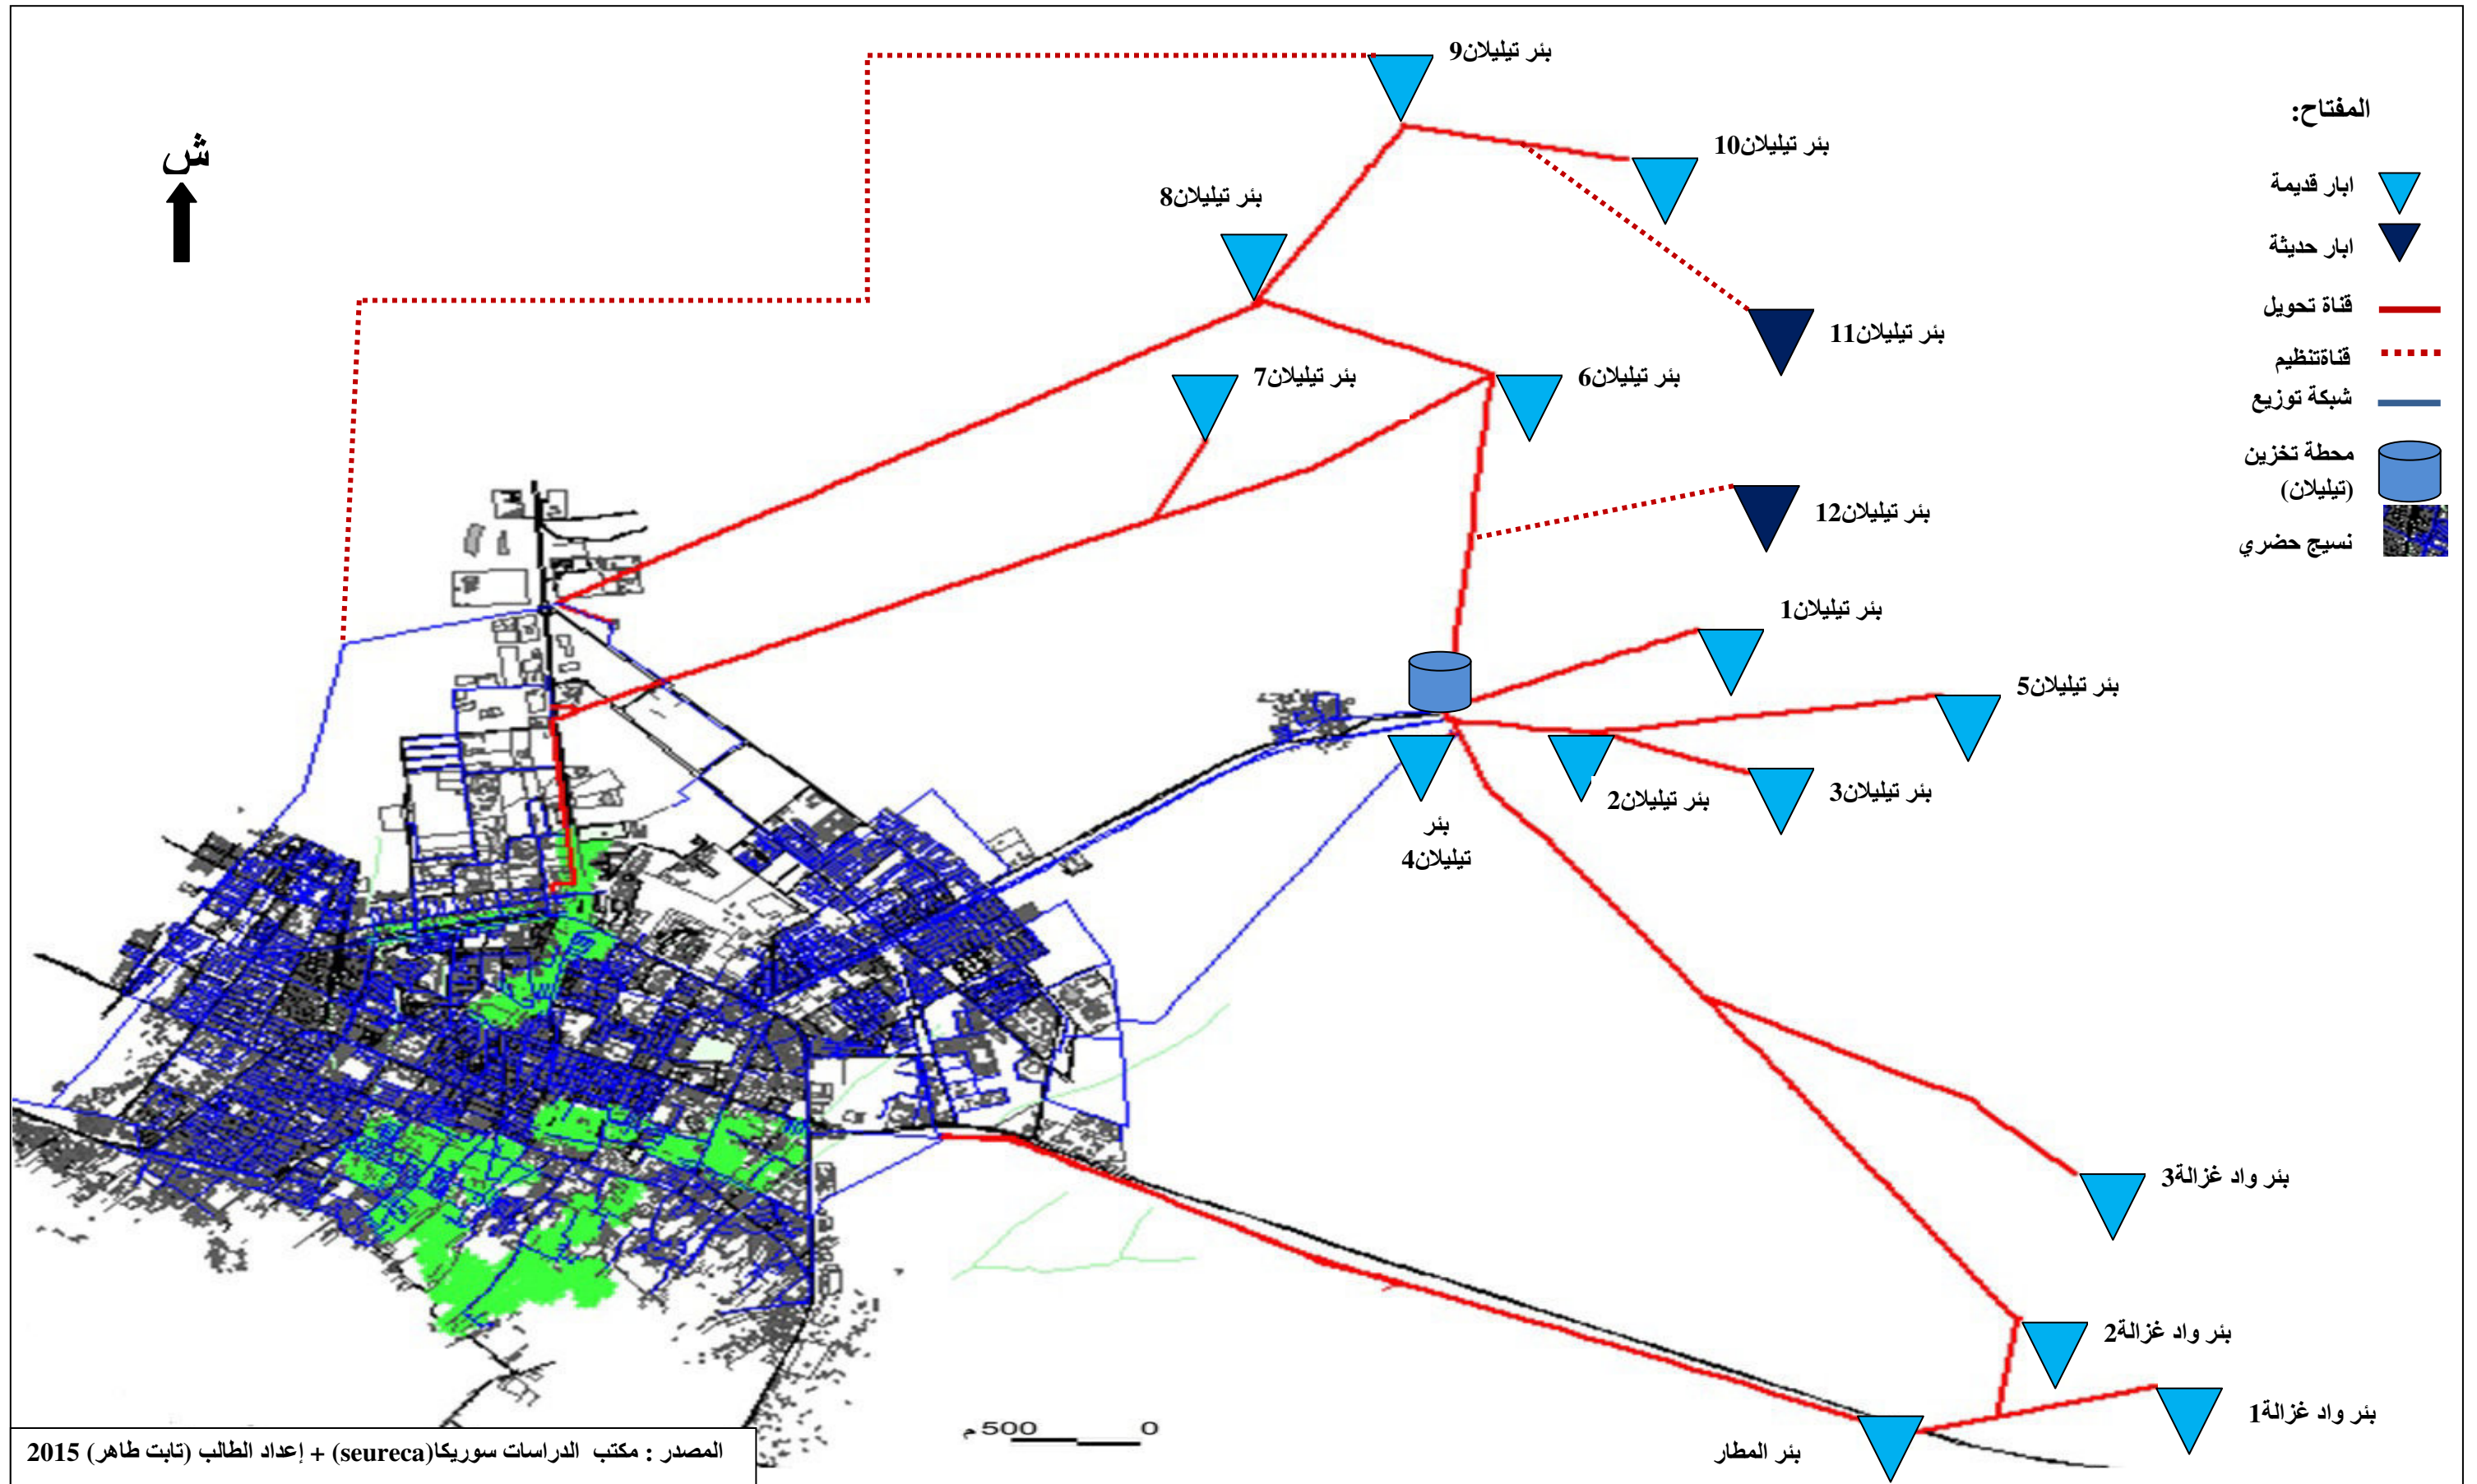 بئر تيليلان9
المفتاح:
ش
بئر تيليلان10
بئر تيليلان8
ابار قديمة
ابار حديثة
قناة تحويل
بئر تيليلان11
قناةتنظيم
بئر تيليلان7
بئر تيليلان6
شبكة توزيع
محطة تخزين
(تيليلان)
بئر تيليلان12
نسيج حضري
بئر تيليلان1
بئر تيليلان5
بئر تيليلان3
بئر تيليلان2
بئر
تيليلان4
بئر واد غزالة3
بئر واد غزالة2
بئر واد غزالة1
0 500 م
بئر المطار
المصدر : مكتب الدراسات سوريكا(seureca) + إعداد الطالب (تابت طاهر) 2015